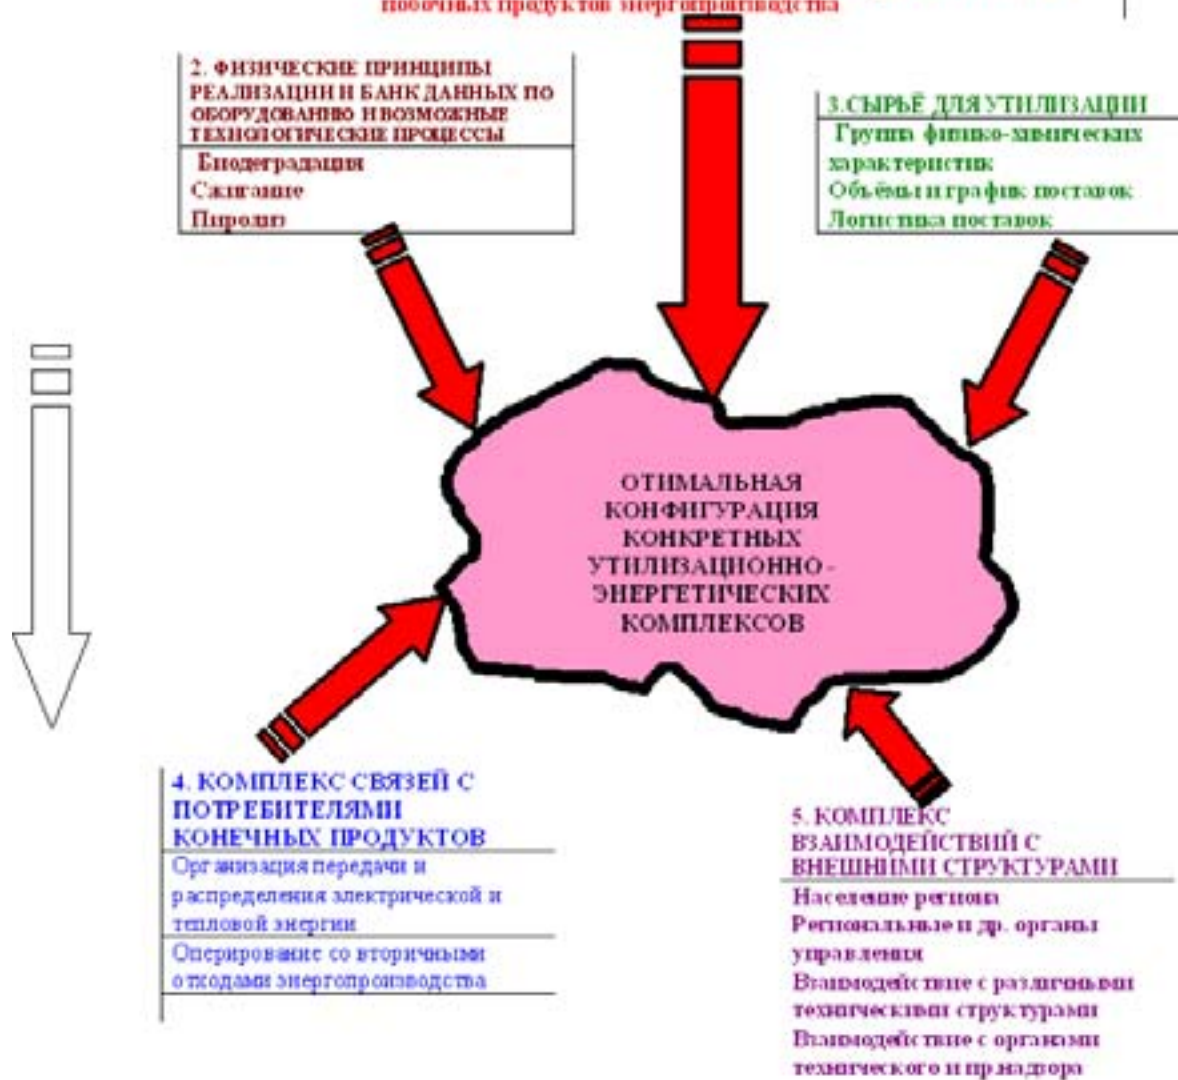 побочных продуктов энергопроизводства
2. ФИЗИЧЕСКИЕ ПРИНЦИПЫ
РЕАЛИЗАЦИИ И БАНК ДАННЫХ ПО
ОБОРУДОВАНИЮ И ВОЗМОЖНЫЕ
ТЕХНОЛОГИЧЕСКИЕ ПРОЦЕССЫ
Биодеградация
Сжигание
Пиролиз
3.СЫРЬЁ ДЛЯ УТИЛИЗАЦИИ
Группа физико-химических
характеристик
Объёмы и график поставок
Логистика поставок
ОТИМАЛЬНАЯ
КОНФИГУРАЦИЯ
КОНКРЕТНЫХ
УТИЛИЗАЦИОННО-
ЭНЕРГЕТИЧЕСКИХ
КОМПЛЕКСОВ
4. КОМПЛЕКС СВЯЗЕЙ С
ПОТРЕБИТЕЛЯМИ
КОНЕЧНЫХ ПРОДУКТОВ
Организация передачи и
распределения электрической и
тепловой энергии
Оперирование со вторичными
отходами энергопроизводства
5. КОМПЛЕКС
ВЗАИМОДЕЙСТВИЙ С
ВНЕШНИМИ СТРУКТУРАМИ
Население региона
Региональные и др. органы
управления
Взаимодействие с различными
техническими структурами
Взаимодействие с органами
технического и пр.надзора